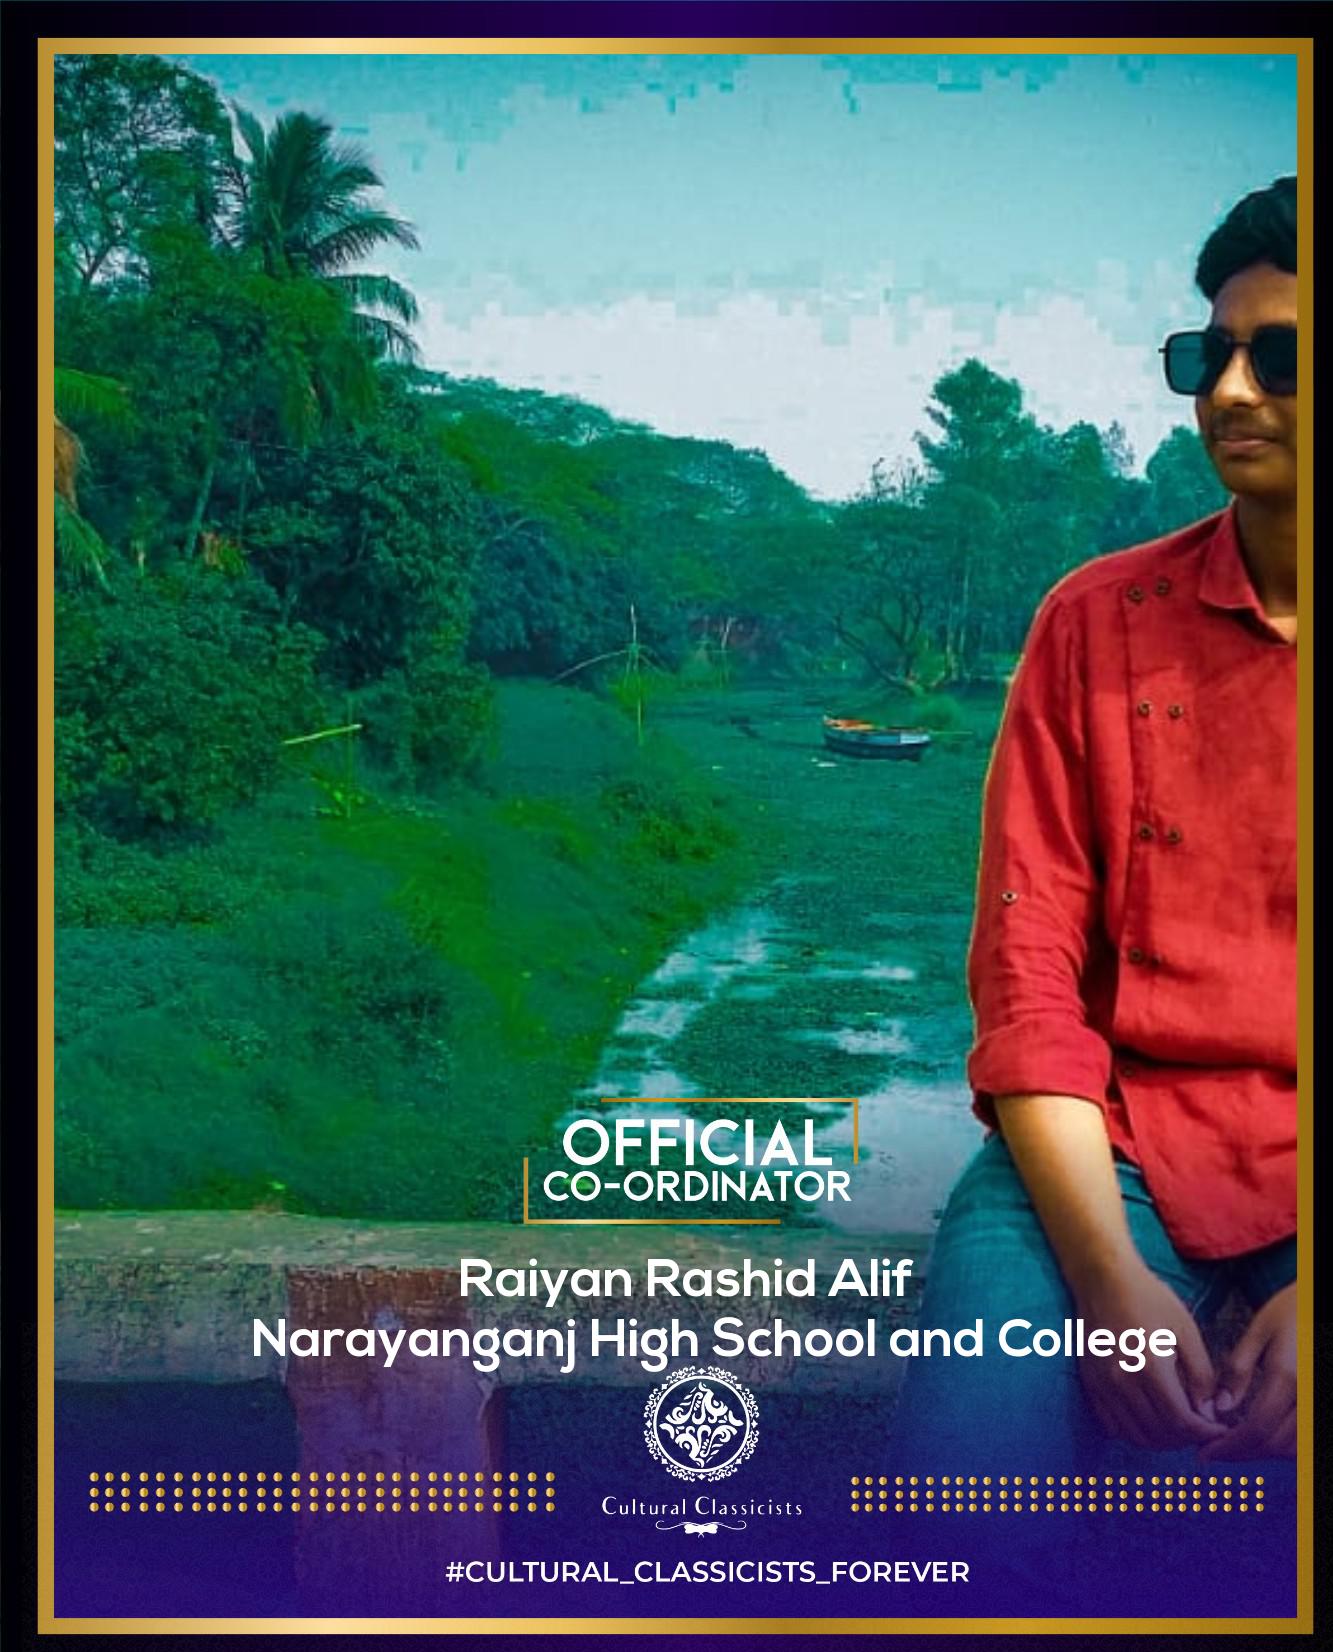 OFFICIAL
CO-ORDINATOR
Raiyan Rashid Alif
Narayanganj High School and College
Cultural Classicists
#CULTURAL_CLASSICISTS_FOREVER